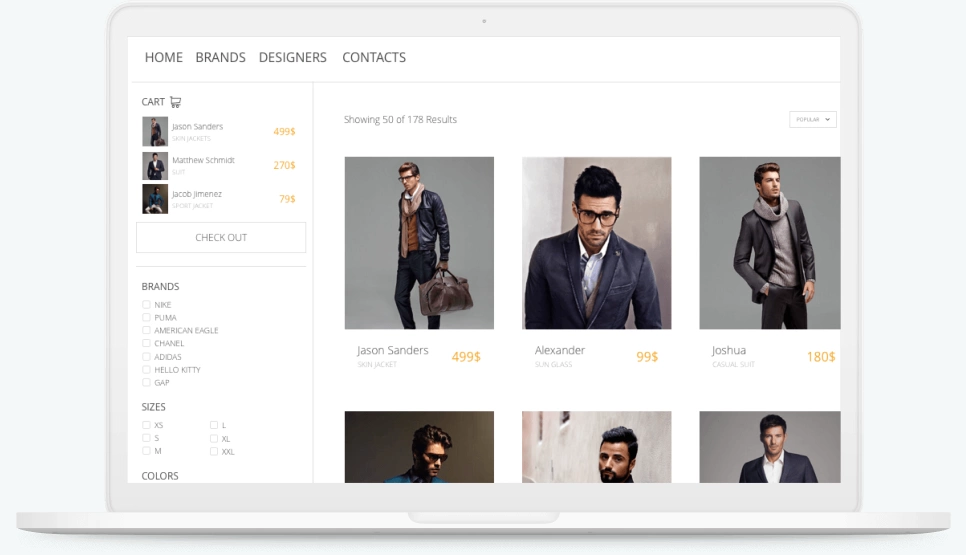 HOME BRANDS DESIGNERS CONTACTS
CART
Jason Sanders 499$
SKIN JACKETS
Matthew Schmidt 270$
SUIT
Jacob Jimenez 79$
SPORT JACKET
CHECK OUT
BRANDS
NIKE
PUMA
AMERICAN EAGLE
CHANEL
ADIDAS
HELLO KITTY
GAP
SIZES
XS L
S XL
M XXL
COLORS
Showing 50 of 178 Results
POPULAR
Jason Sanders 499$
SKIN JACKET
Alexander 99$
SUN GLASS
Joshua 180$
CASUAL SUIT